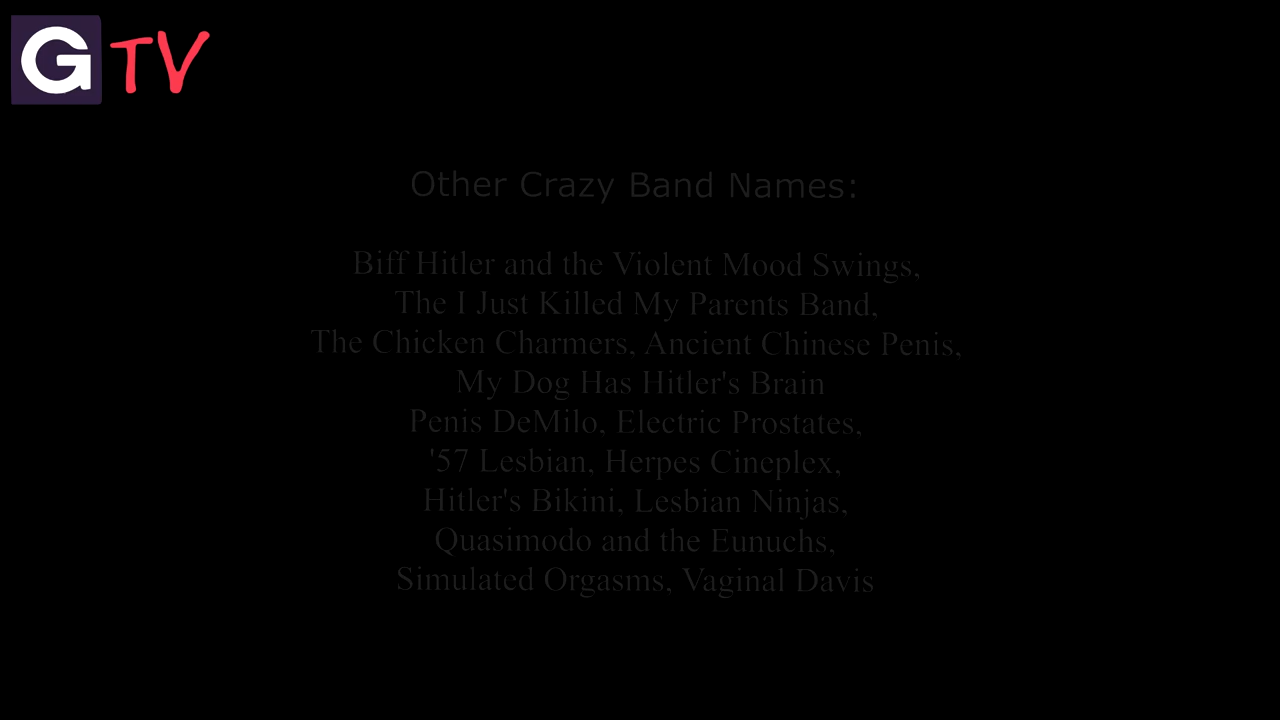 G TV
Other Crazy Band Names:
Biff Hitler and the Violent Mood Swings,
The I Just Killed My Parents Band,
The Chicken Charmers, Ancient Chinese Penis,
My Dog Has Hitler's Brain
Penis DeMilo, Electric Prostates,
'57 Lesbian, Herpes Cineplex,
Hitler's Bikini, Lesbian Ninjas,
Quasimodo and the Eunuchs,
Simulated Orgasms, Vaginal Davis